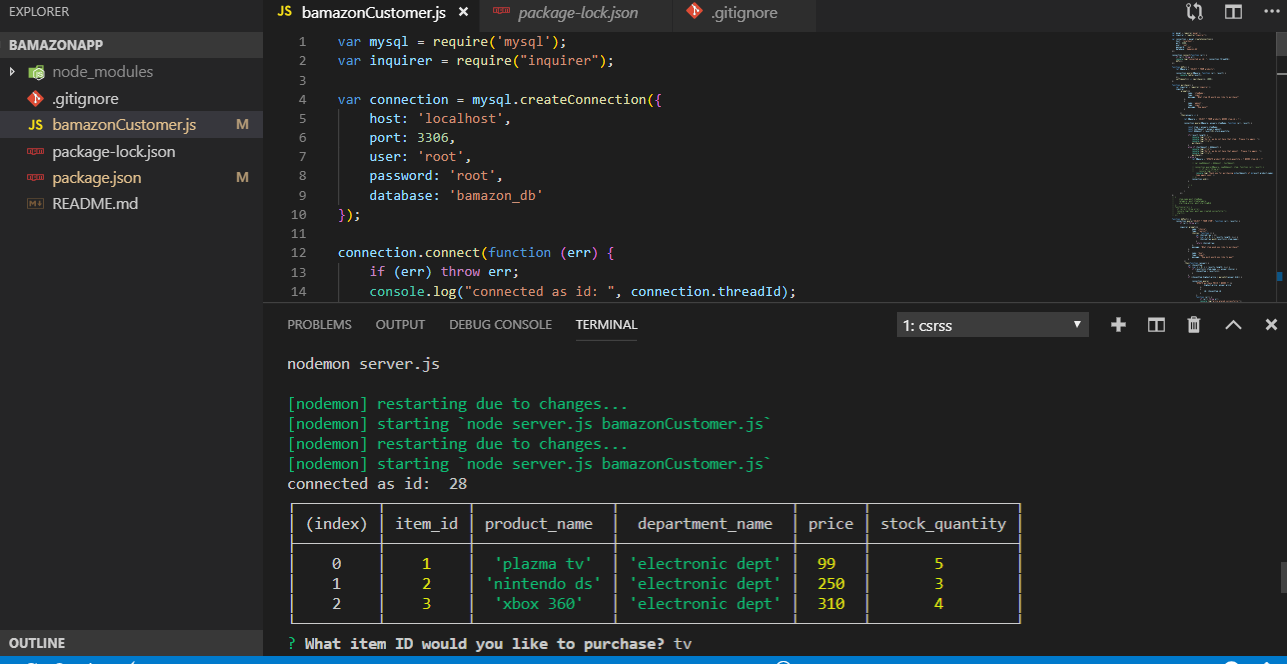 EXPLORER
BAMAZONAPP
node_modules
.gitignore
JS bamazonCustomer.js M
package-lock.json
package.json M
README.md
OUTLINE
JS bamazonCustomer.js × package-lock.json .gitignore
1 var mysql = require('mysql');
2 var inquirer = require("inquirer");
3
4 var connection = mysql.createConnection({
5 host: 'localhost',
6 port: 3306,
7 user: 'root',
8 password: 'root',
9 database: 'bamazon_db'
10 });
11
12 connection.connect(function (err) {
13 if (err) throw err;
14 console.log("connected as id: ", connection.threadId);
PROBLEMS OUTPUT DEBUG CONSOLE TERMINAL 1: csrss
nodemon server.js
[nodemon] restarting due to changes...
[nodemon] starting `node server.js bamazonCustomer.js`
[nodemon] restarting due to changes...
[nodemon] starting `node server.js bamazonCustomer.js`
connected as id:  28
(index) item_id product_name department_name price stock_quantity
0 1 'plazma tv' 'electronic dept' 99 5
1 2 'nintendo ds' 'electronic dept' 250 3
2 3 'xbox 360' 'electronic dept' 310 4
? What item ID would you like to purchase? tv